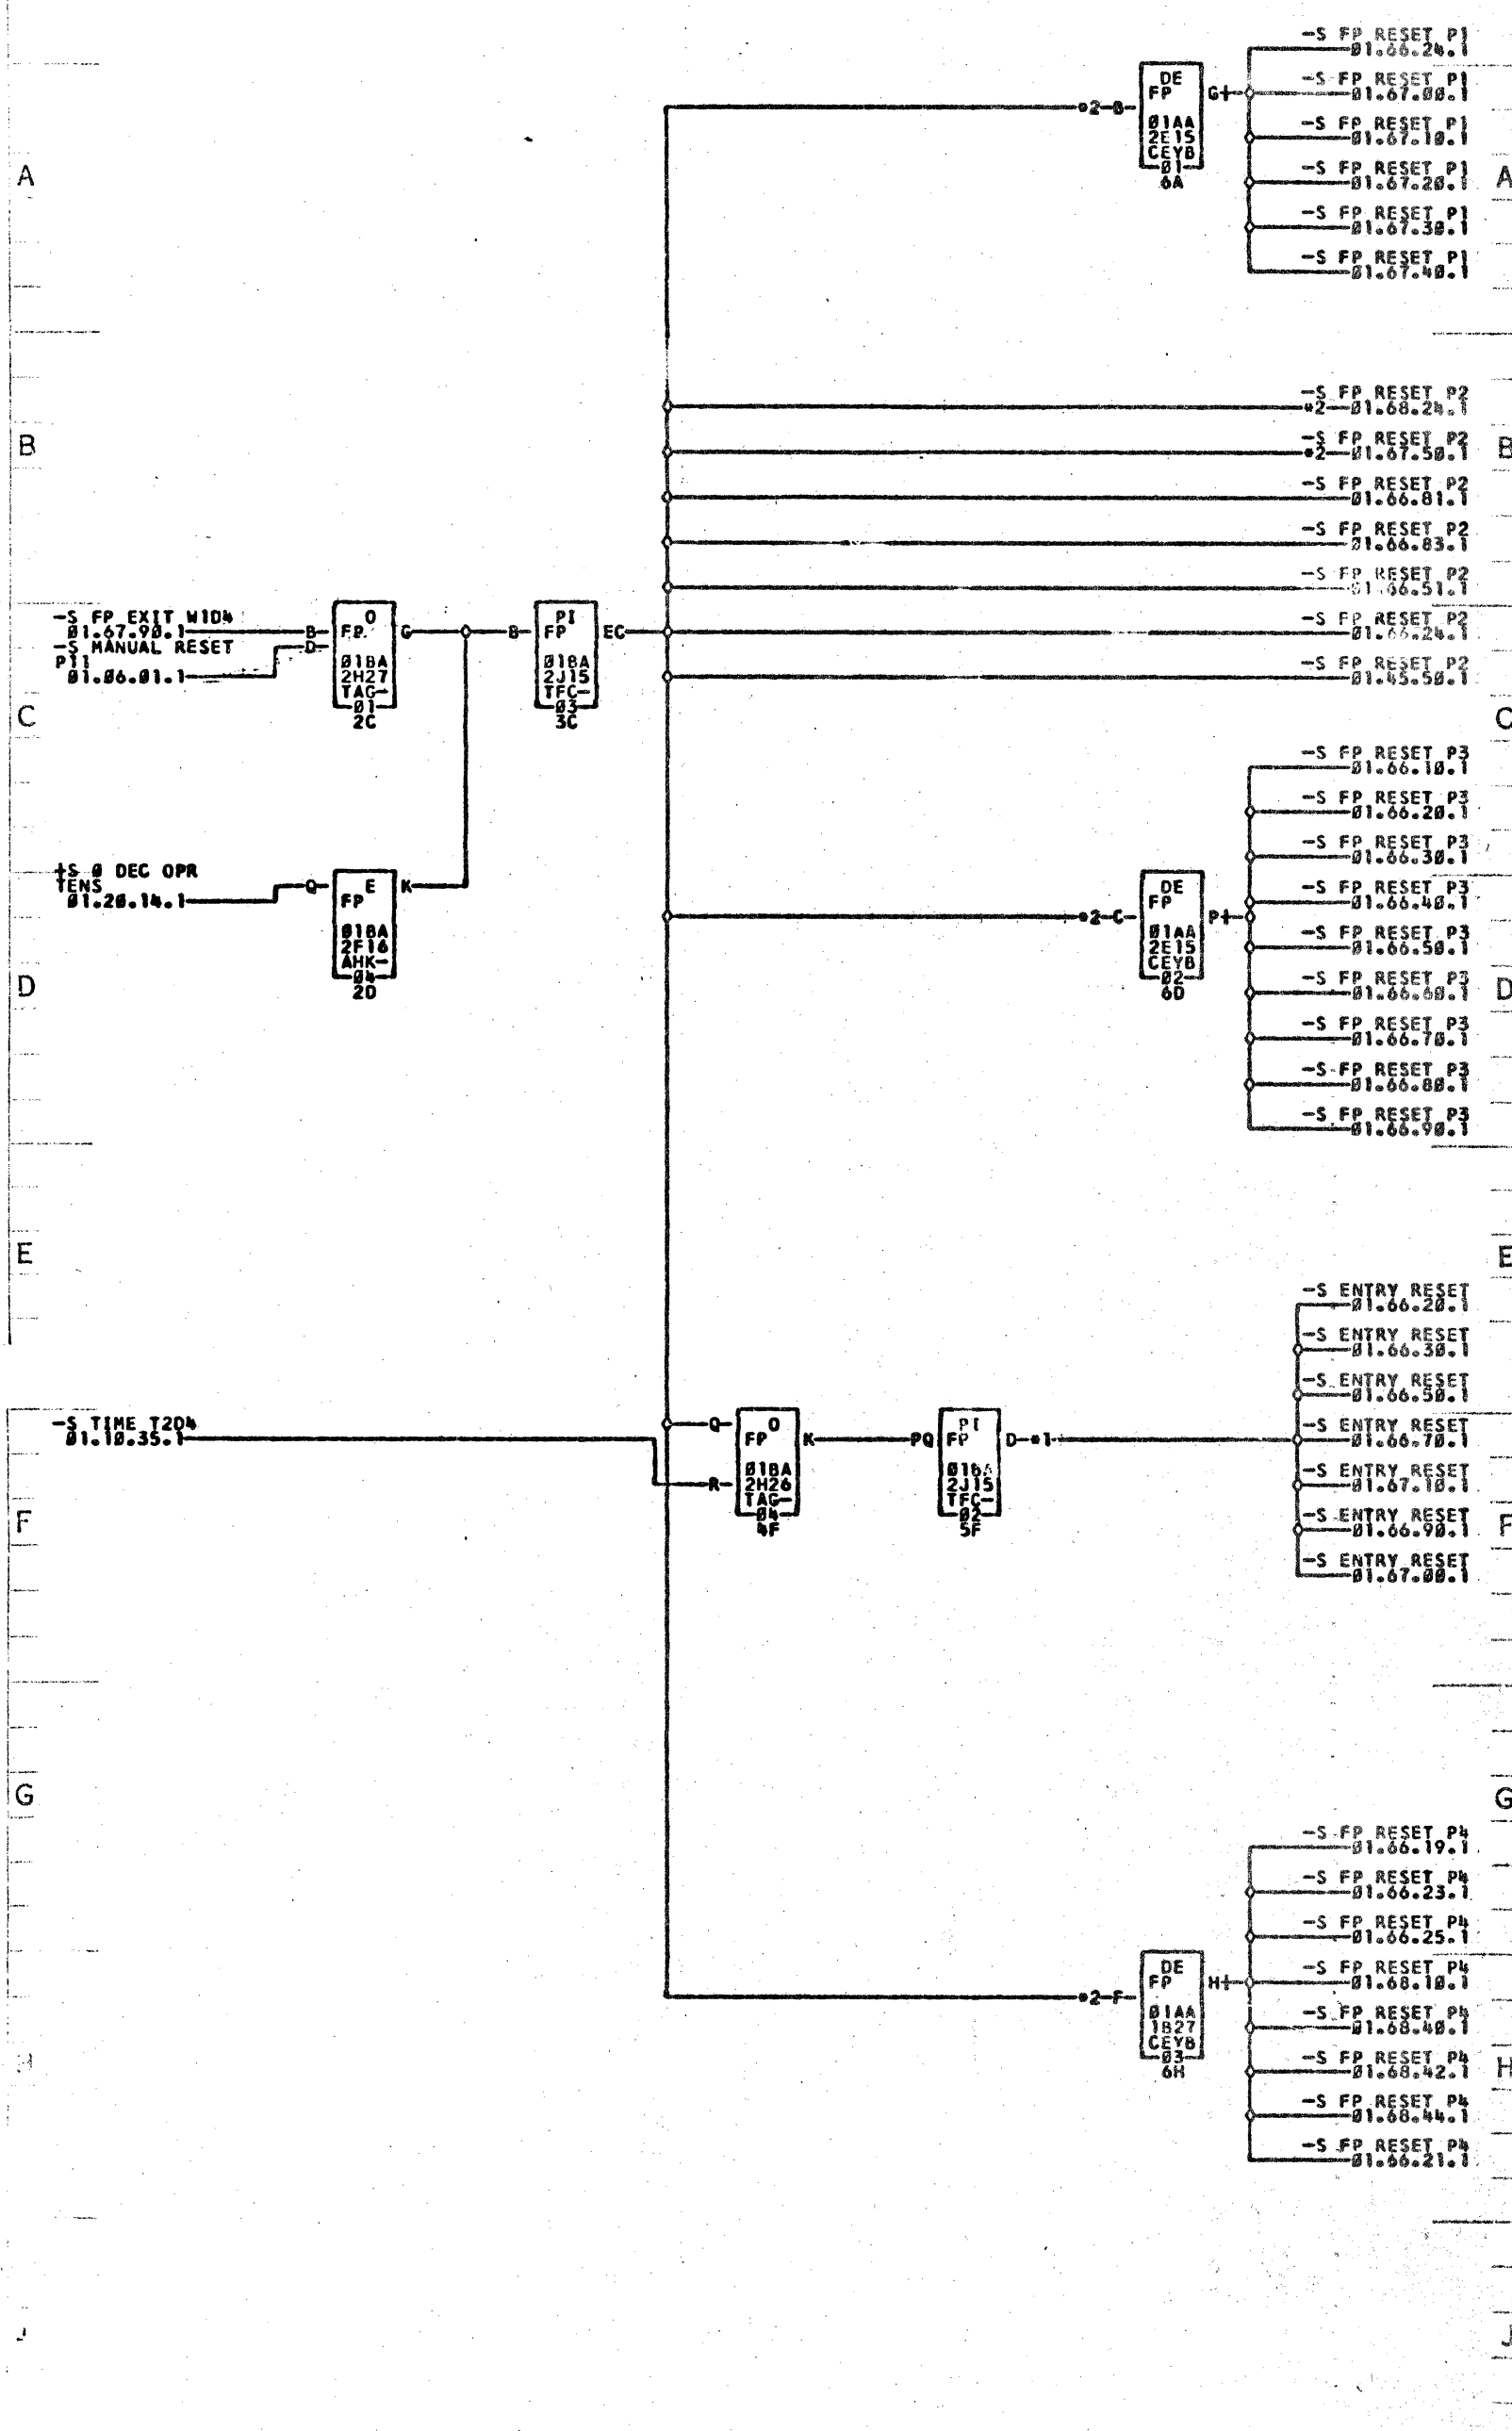 -S FP RESET P1
01.66.24.1
-S FP RESET P1
01.67.00.1
-S FP RESET P1
01.67.10.1
-S FP RESET P1
01.67.20.1
-S FP RESET P1
01.67.30.1
-S FP RESET P1
01.67.40.1
*2-B-
DE
FP
G+
01AA
2E15
CEYB
01
6A
A
A
-S FP RESET P2
*2-01.68.24.1
-S FP RESET P2
*2-01.67.50.1
-S FP RESET P2
01.66.81.1
-S FP RESET P2
01.66.83.1
-S FP RESET P2
01.66.51.1
-S FP RESET P2
01.66.24.1
-S FP RESET P2
01.45.50.1
B
B
-S FP EXIT W1D4
01.67.90.1
-S MANUAL RESET
P11
01.06.01.1
B
D
O
FP
G
01BA
2H27
TAG-
01
2C
B
PI
FP
EC
01BA
2J15
TFC-
03
3C
C
C
-S FP RESET P3
01.66.10.1
-S FP RESET P3
01.66.20.1
-S FP RESET P3
01.66.30.1
-S FP RESET P3
01.66.40.1
-S FP RESET P3
01.66.50.1
-S FP RESET P3
01.66.60.1
-S FP RESET P3
01.66.70.1
-S FP RESET P3
01.66.80.1
-S FP RESET P3
01.66.90.1
+S 0 DEC OPR
TENS
01.20.14.1
Q
E
FP
K
01BA
2F16
AHK-
04
2D
*2-C-
DE
FP
P+
01AA
2E15
CEYB
02
6D
D
D
E
E
-S ENTRY RESET
01.66.20.1
-S ENTRY RESET
01.66.30.1
-S ENTRY RESET
01.66.50.1
-S ENTRY RESET
01.66.70.1
-S ENTRY RESET
01.67.10.1
-S ENTRY RESET
01.66.90.1
-S ENTRY RESET
01.67.00.1
-S TIME T2D4
01.10.35.1
Q
R
O
FP
K
01BA
2H26
TAG-
04
4F
PQ
PI
FP
D-*1
01BA
2J15
TFC-
02
5F
F
F
G
G
-S FP RESET P4
01.66.19.1
-S FP RESET P4
01.66.23.1
-S FP RESET P4
01.66.25.1
-S FP RESET P4
01.68.10.1
-S FP RESET P4
01.68.40.1
-S FP RESET P4
01.68.42.1
-S FP RESET P4
01.68.44.1
-S FP RESET P4
01.66.21.1
*2-F-
DE
FP
H+
01AA
1B27
CEYB
03
6H
H
H
J
J